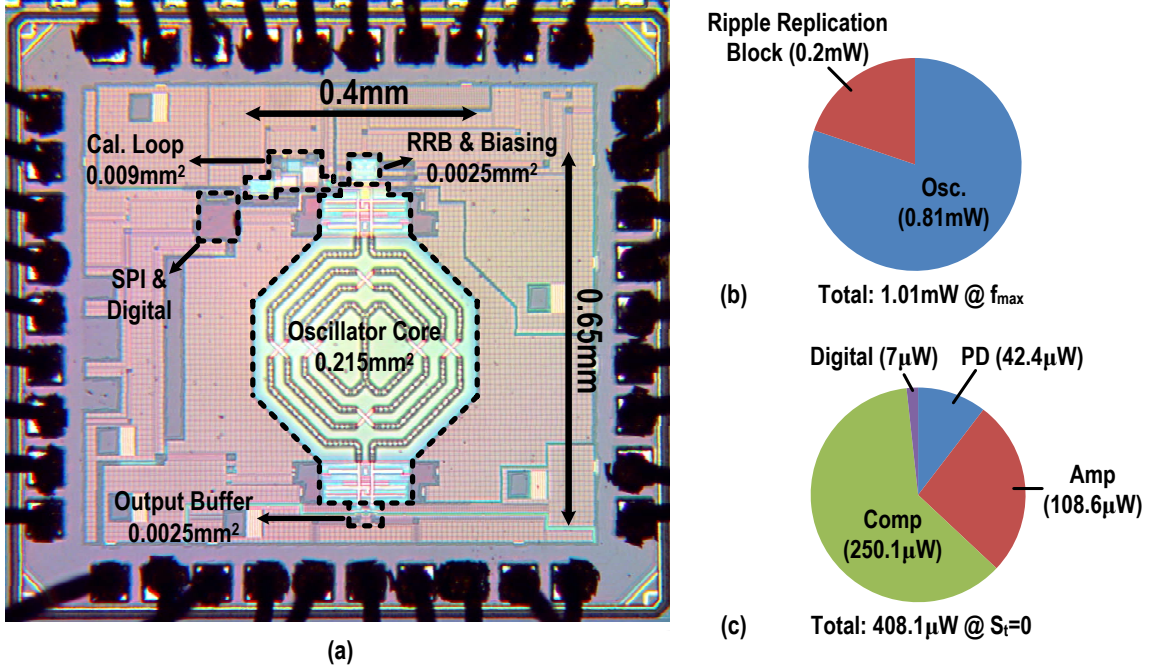 0.4mm
Cal. Loop
0.009mm²
RRB & Biasing
0.0025mm²
SPI &
Digital
Oscillator Core
0.215mm²
0.65mm
Output Buffer
0.0025mm²
(a)
Ripple Replication
Block (0.2mW)
Osc.
(0.81mW)
(b) Total: 1.01mW @ fmax
Digital (7μW)
PD (42.4μW)
Amp
(108.6μW)
Comp
(250.1μW)
(c) Total: 408.1μW @ St=0